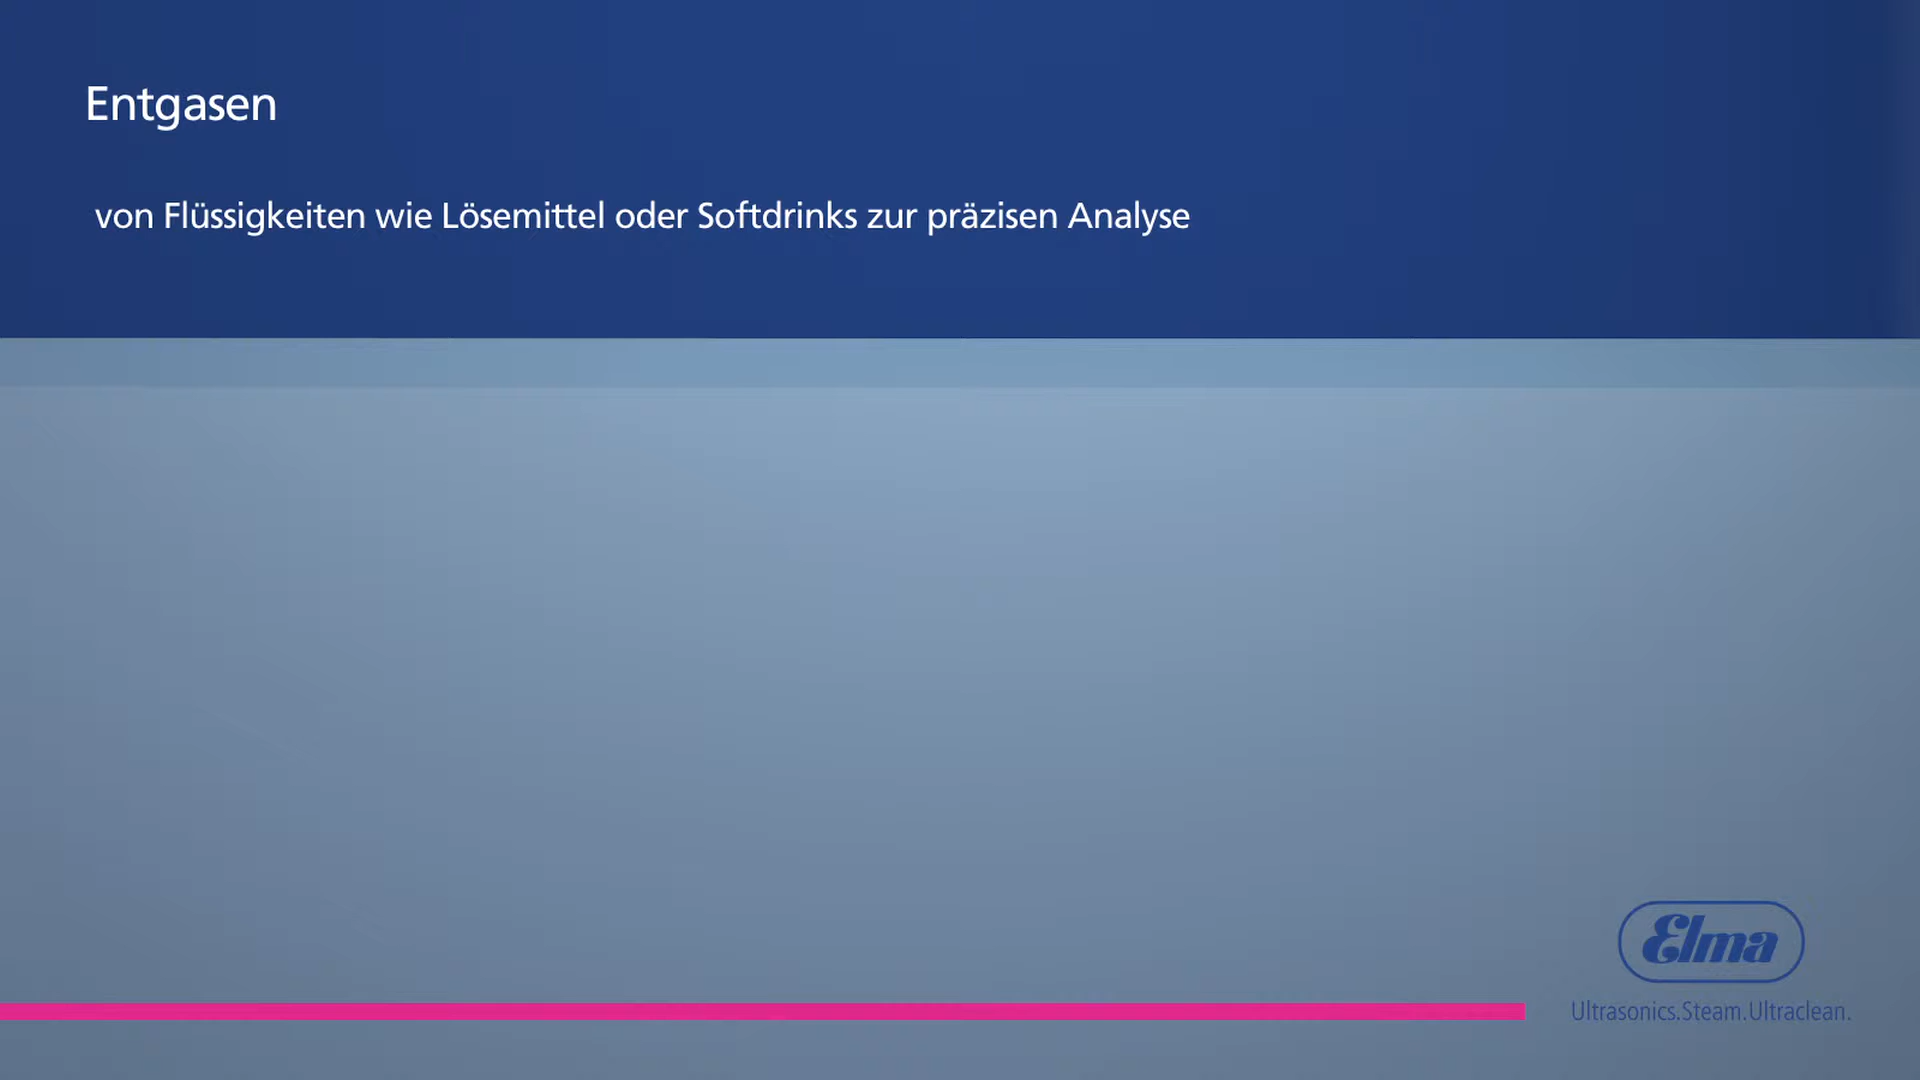 Entgasen
von Flüssigkeiten wie Lösemittel oder Softdrinks zur präzisen Analyse
Elma
Ultrasonics.Steam.Ultraclean.